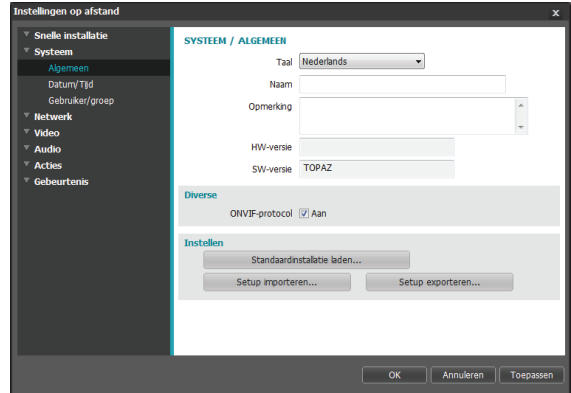 Instellingen op afstand
x
Snelle installatie
Systeem
Algemeen
Datum/Tijd
Gebruiker/groep
Netwerk
Video
Audio
Acties
Gebeurtenis
SYSTEEM / ALGEMEEN
Taal Nederlands
Naam
Opmerking
HW-versie
SW-versie TOPAZ
Diverse
ONVIF-protocol Aan
Instellen
Standaardinstallatie laden...
Setup importeren... Setup exporteren...
OK Annuleren Toepassen